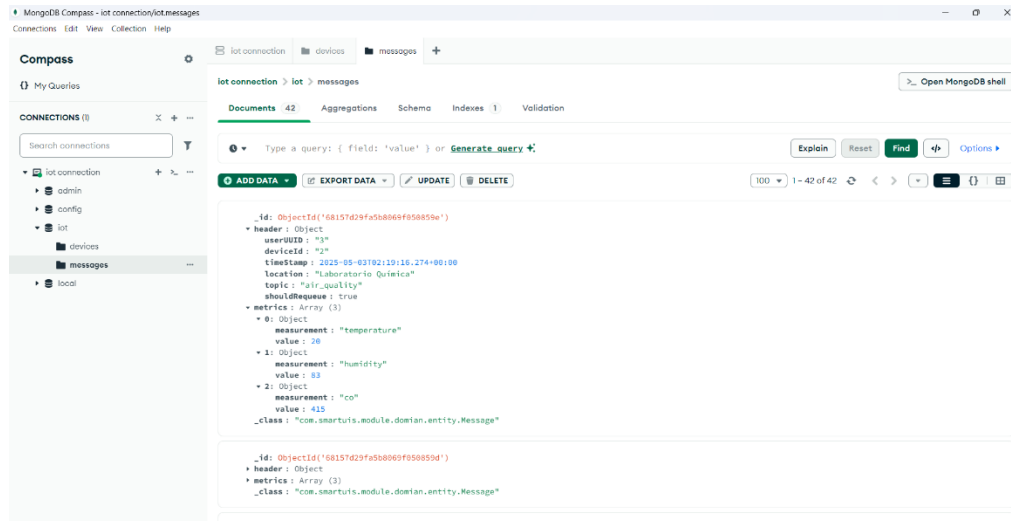 MongoDB Compass - iot connection/iot.messages
Connections Edit View Collection Help
Compass
{} My Queries
CONNECTIONS (1)
Search connections
iot connection
admin
config
iot
devices
messages
local
iot connection devices messages +
iot connection > iot > messages
>_ Open MongoDB shell
Documents 42 Aggregations Schema Indexes 1 Validation
Type a query: { field: 'value' } or Generate query
Explain Reset Find </> Options
ADD DATA EXPORT DATA UPDATE DELETE
100 1 – 42 of 42 {}
_id: ObjectId('68157d29fa5b8069f050859e')
header : Object
userUUID : "3"
deviceId : "2"
timeStamp : 2025-05-03T02:19:16.274+00:00
location : "Laboratorio Química"
topic : "air_quality"
shouldRequeue : true
metrics : Array (3)
0: Object
measurement : "temperature"
value : 20
1: Object
measurement : "humidity"
value : 83
2: Object
measurement : "co"
value : 415
_class : "com.smartuis.module.domian.entity.Message"
_id: ObjectId('68157d29fa5b8069f050859d')
header : Object
metrics : Array (3)
_class : "com.smartuis.module.domian.entity.Message"